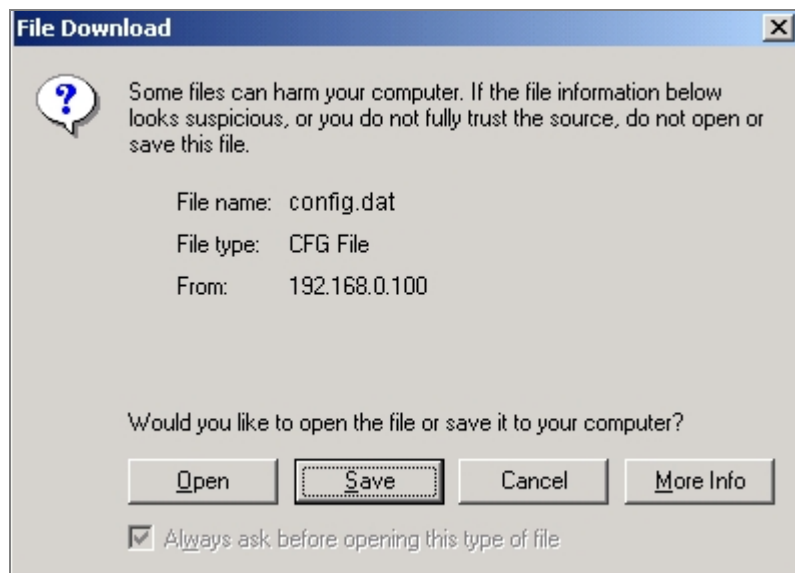 File Download
Some files can harm your computer. If the file information below
looks suspicious, or you do not fully trust the source, do not open or
save this file.
File name: config.dat
File type: CFG File
From: 192.168.0.100
Would you like to open the file or save it to your computer?
Open Save Cancel More Info
Always ask before opening this type of file